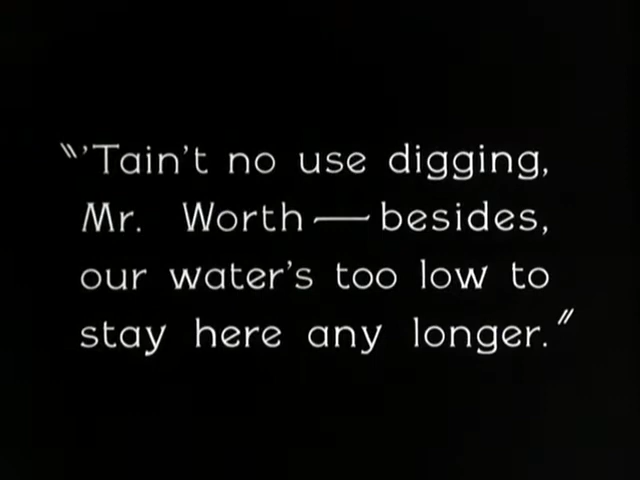 "'Tain't no use digging,
Mr. Worth — besides,
our water's too low to
stay here any longer."